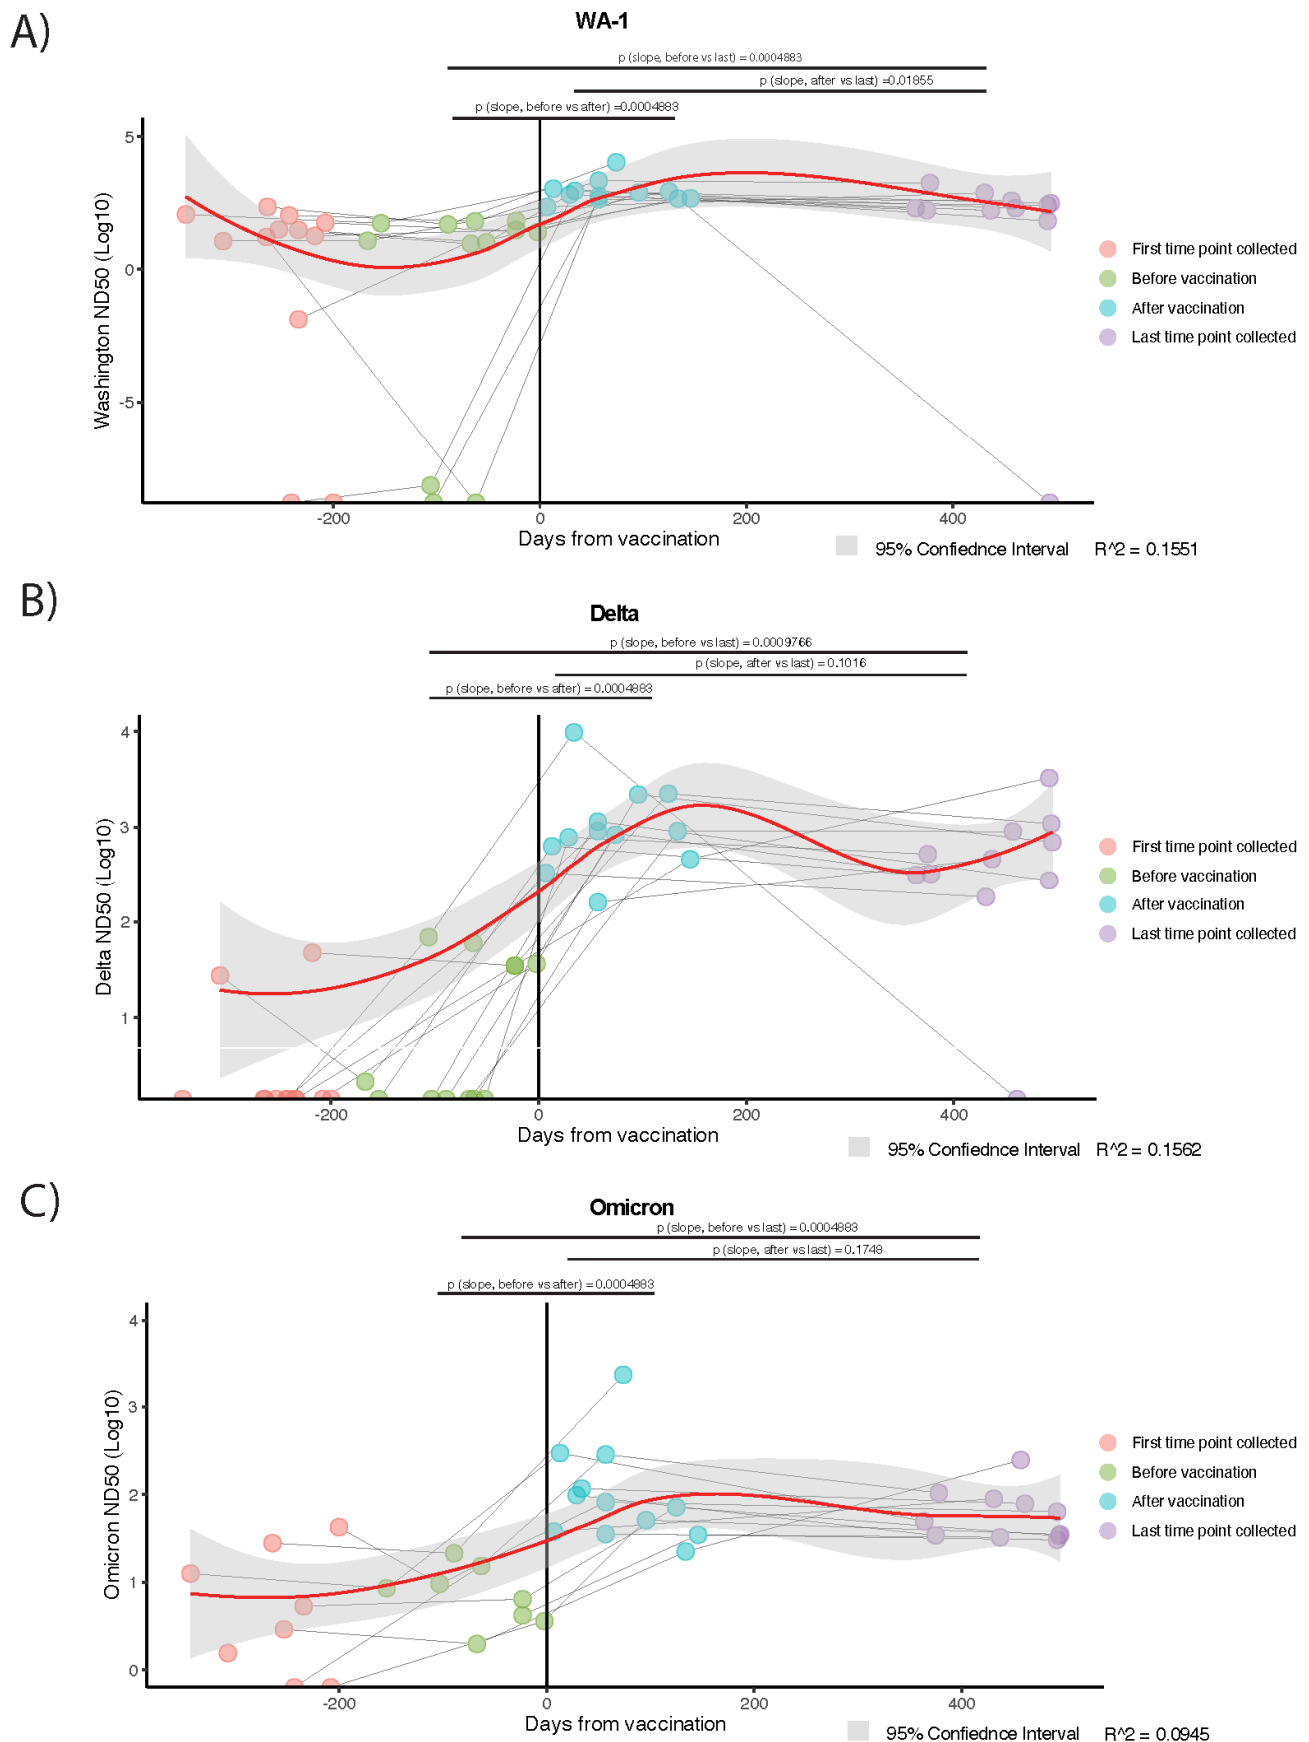 A)
WA-1
p (slope, before vs last) = 0.0004883
p (slope, after vs last) =0.01855
p (slope, before vs after) =0.0004883
5
0
-5
Washington ND50 (Log10)
First time point collected
Before vaccination
After vaccination
Last time point collected
-200
0
200
400
Days from vaccination
95% Confiednce Interval
R^2 = 0.1551
B)
Delta
p (slope, before vs last) = 0.0009766
p (slope, after vs last) = 0.1016
p (slope, before vs after) = 0.0004883
4
3
2
1
Delta ND50 (Log10)
First time point collected
Before vaccination
After vaccination
Last time point collected
-200
0
200
400
Days from vaccination
95% Confiednce Interval
R^2 = 0.1562
C)
Omicron
p (slope, before vs last) = 0.0004883
p (slope, after vs last) = 0.1748
p (slope, before vs after) = 0.0004883
4
3
2
1
0
Omicron ND50 (Log10)
First time point collected
Before vaccination
After vaccination
Last time point collected
-200
0
200
400
Days from vaccination
95% Confiednce Interval
R^2 = 0.0945